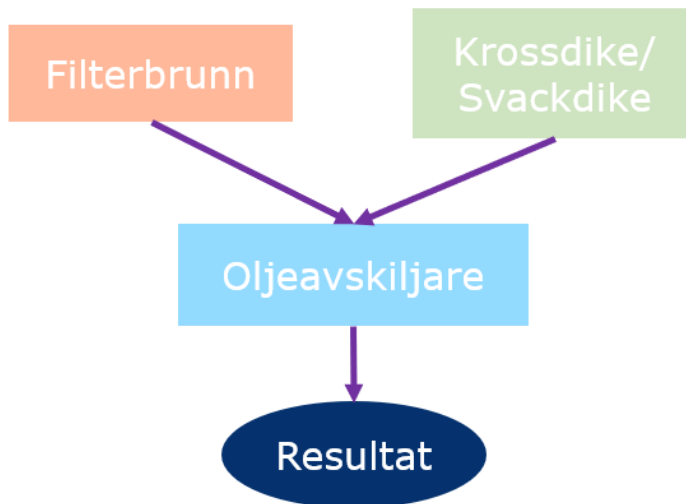 Filterbrunn
Krossdike/
Svackdike
Oljeavskiljare
Resultat